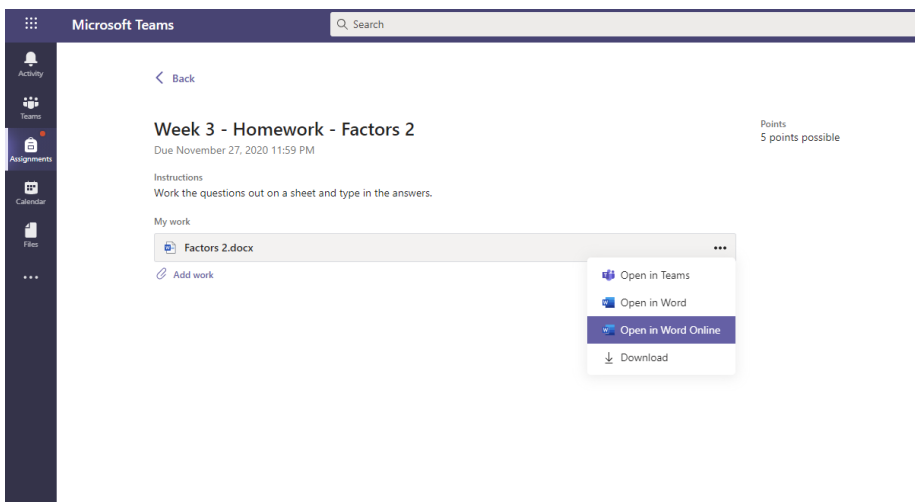 Microsoft Teams
Search
Activity
Teams
Assignments
Calendar
Files
Back
Week 3 - Homework - Factors 2
Due November 27, 2020 11:59 PM
Points
5 points possible
Instructions
Work the questions out on a sheet and type in the answers.
My work
Factors 2.docx
Add work
Open in Teams
Open in Word
Open in Word Online
Download